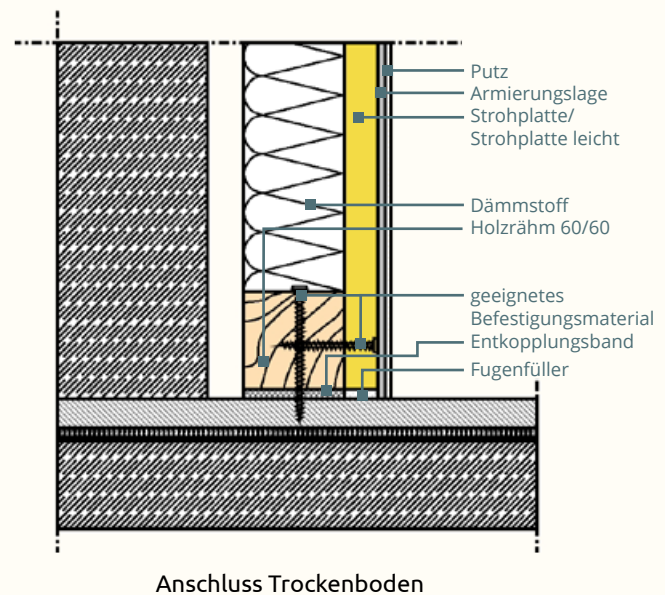 Putz
Armierungslage
Strohplatte/
Strohplatte leicht
Dämmstoff
Holzrähm 60/60
geeignetes
Befestigungsmaterial
Entkopplungsband
Fugenfüller
Anschluss Trockenboden